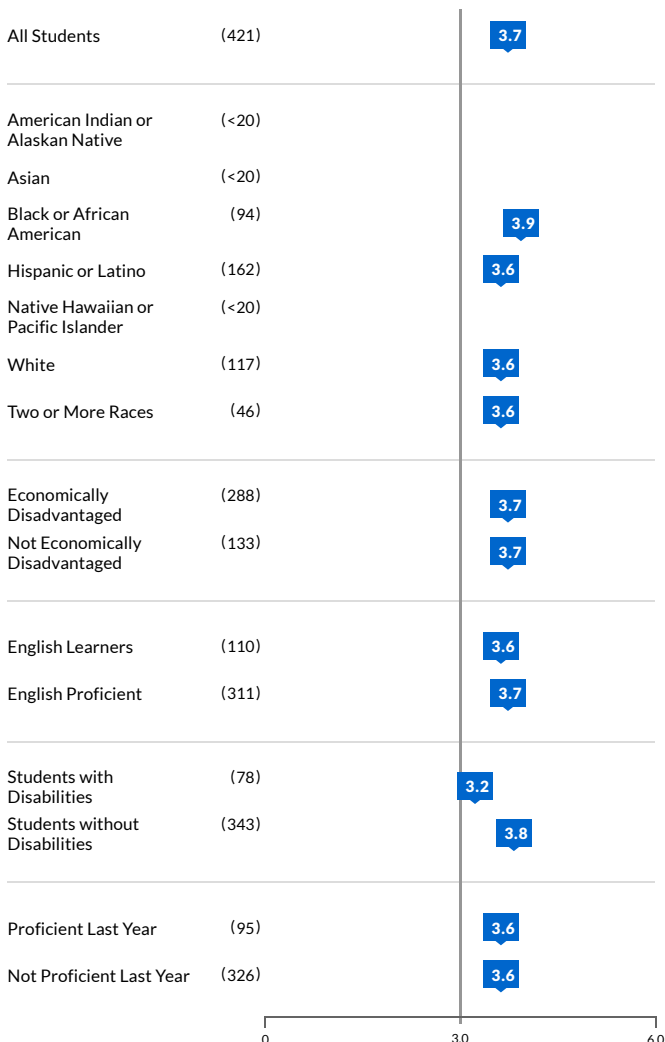 All Students (421) 3.7
American Indian or (<20)
Alaskan Native
Asian (<20)
Black or African (94) 3.9
American
Hispanic or Latino (162) 3.6
Native Hawaiian or (<20)
Pacific Islander
White (117) 3.6
Two or More Races (46) 3.6
Economically (288) 3.7
Disadvantaged
Not Economically (133) 3.7
Disadvantaged
English Learners (110) 3.6
English Proficient (311) 3.7
Students with (78) 3.2
Disabilities
Students without (343) 3.8
Disabilities
Proficient Last Year (95) 3.6
Not Proficient Last Year (326) 3.6
0 3.0 6.0